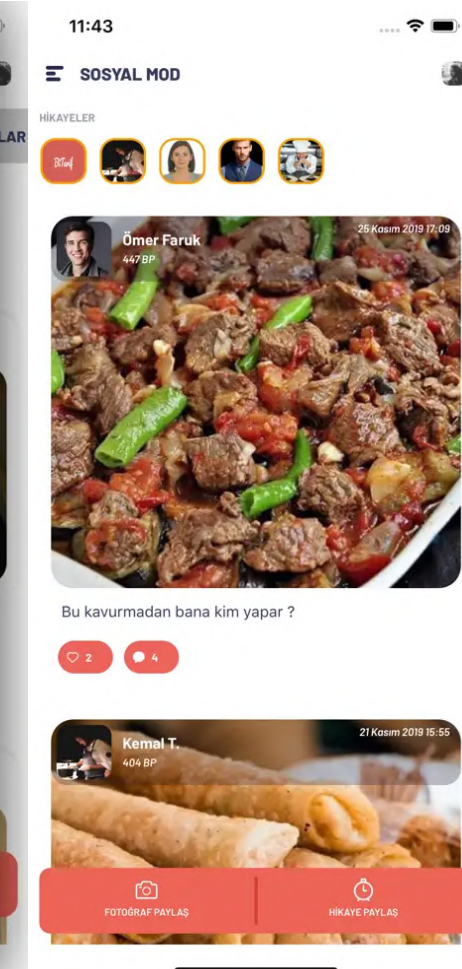 11:43
LAR
SOSYAL MOD
HİKAYELER
BiTarif
25 Kasım 2019 17:09
Ömer Faruk
447 BP
Bu kavurmadan bana kim yapar ?
2
4
21 Kasım 2019 15:55
Kemal T.
404 BP
FOTOĞRAF PAYLAŞ
HİKAYE PAYLAŞ